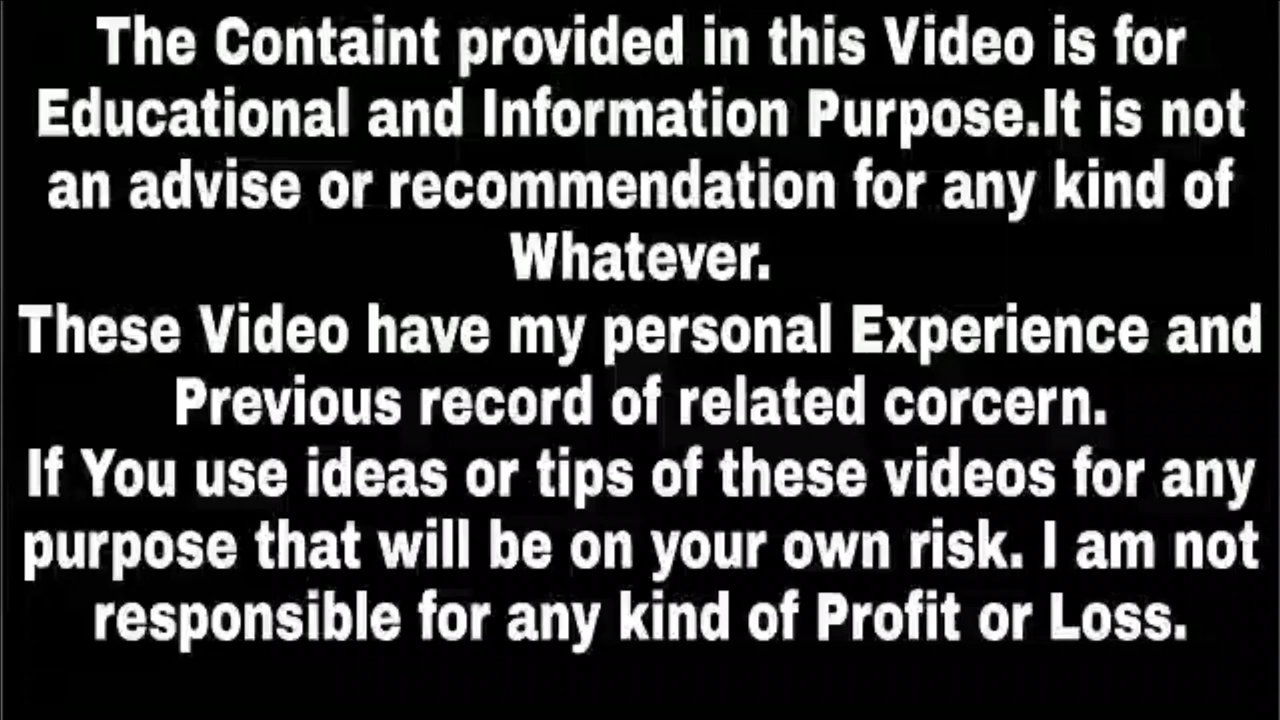 The Containt provided in this Video is for
Educational and Information Purpose.It is not
an advise or recommendation for any kind of
Whatever.
These Video have my personal Experience and
Previous record of related corcern.
If You use ideas or tips of these videos for any
purpose that will be on your own risk. I am not
responsible for any kind of Profit or Loss.